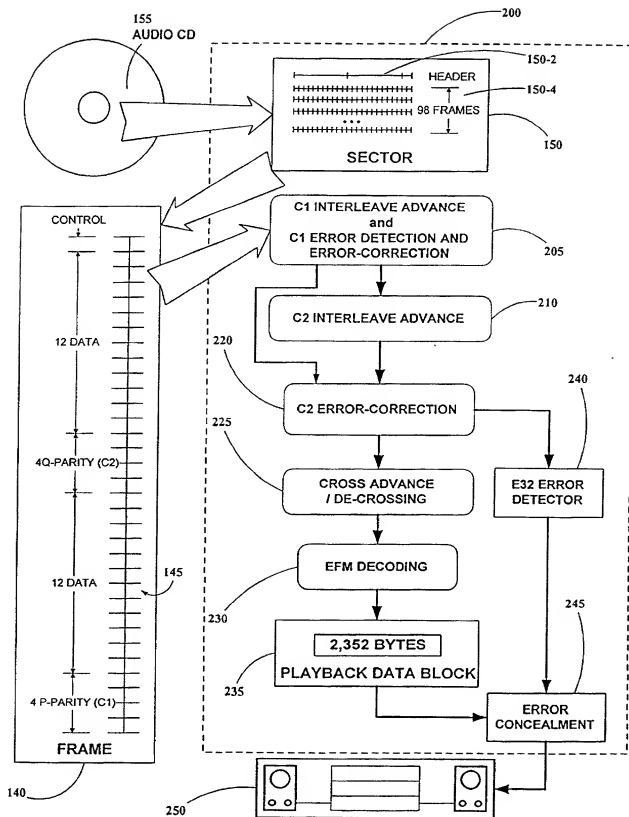 155
AUDIO CD
200
150-2
HEADER
150-4
98 FRAMES
...
150
SECTOR
CONTROL
C1 INTERLEAVE ADVANCE
and
C1 ERROR DETECTION AND
ERROR-CORRECTION
205
C2 INTERLEAVE ADVANCE
210
12 DATA
220
240
C2 ERROR-CORRECTION
225
4Q-PARITY (C2)
CROSS ADVANCE
/ DE-CROSSING
E32 ERROR
DETECTOR
145
12 DATA
EFM DECODING
230
245
2,352 BYTES
235
PLAYBACK DATA BLOCK
4 P-PARITY (C1)
ERROR
CONCEALMENT
FRAME
140
250